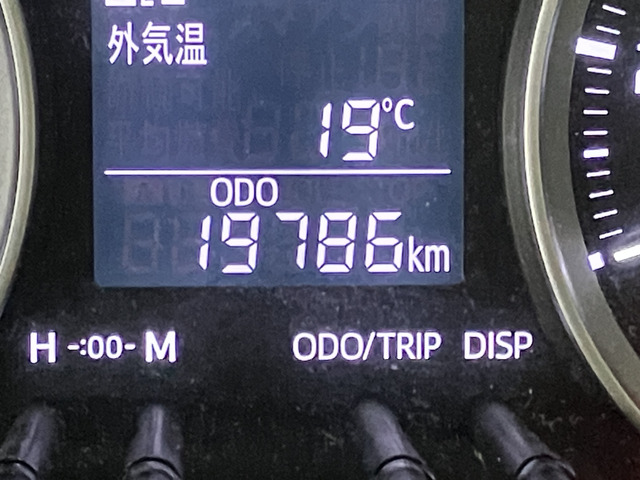 外気温
19°C
ODO
19786km
H -:00- M
ODO/TRIP DISP